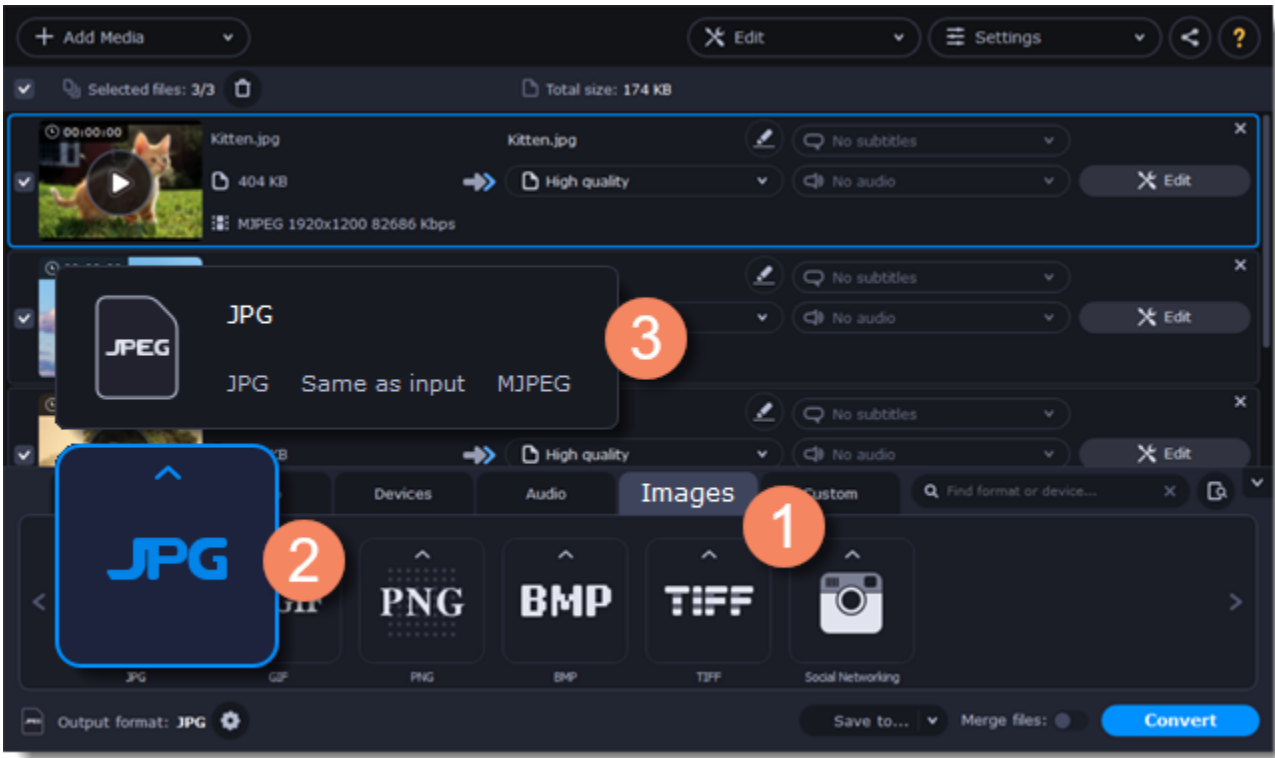 Add Media Edit Settings ?
Selected files: 3/3 Total size: 174 KB
00:00:00 Kitten.jpg Kitten.jpg No subtitles
404 KB High quality No audio Edit
MJPEG 1920x1200 82686 Kbps
No subtitles
JPG
No audio Edit
3
JPEG
JPG Same as input MJPEG
No subtitles
KB High quality No audio Edit
Devices Audio Images Custom Find format or device...
1
JPG 2 GIF PNG BMP TIFF
JPG GIF PNG BMP TIFF Social Networking
JPEG Output format: JPG Save to... Merge files: Convert